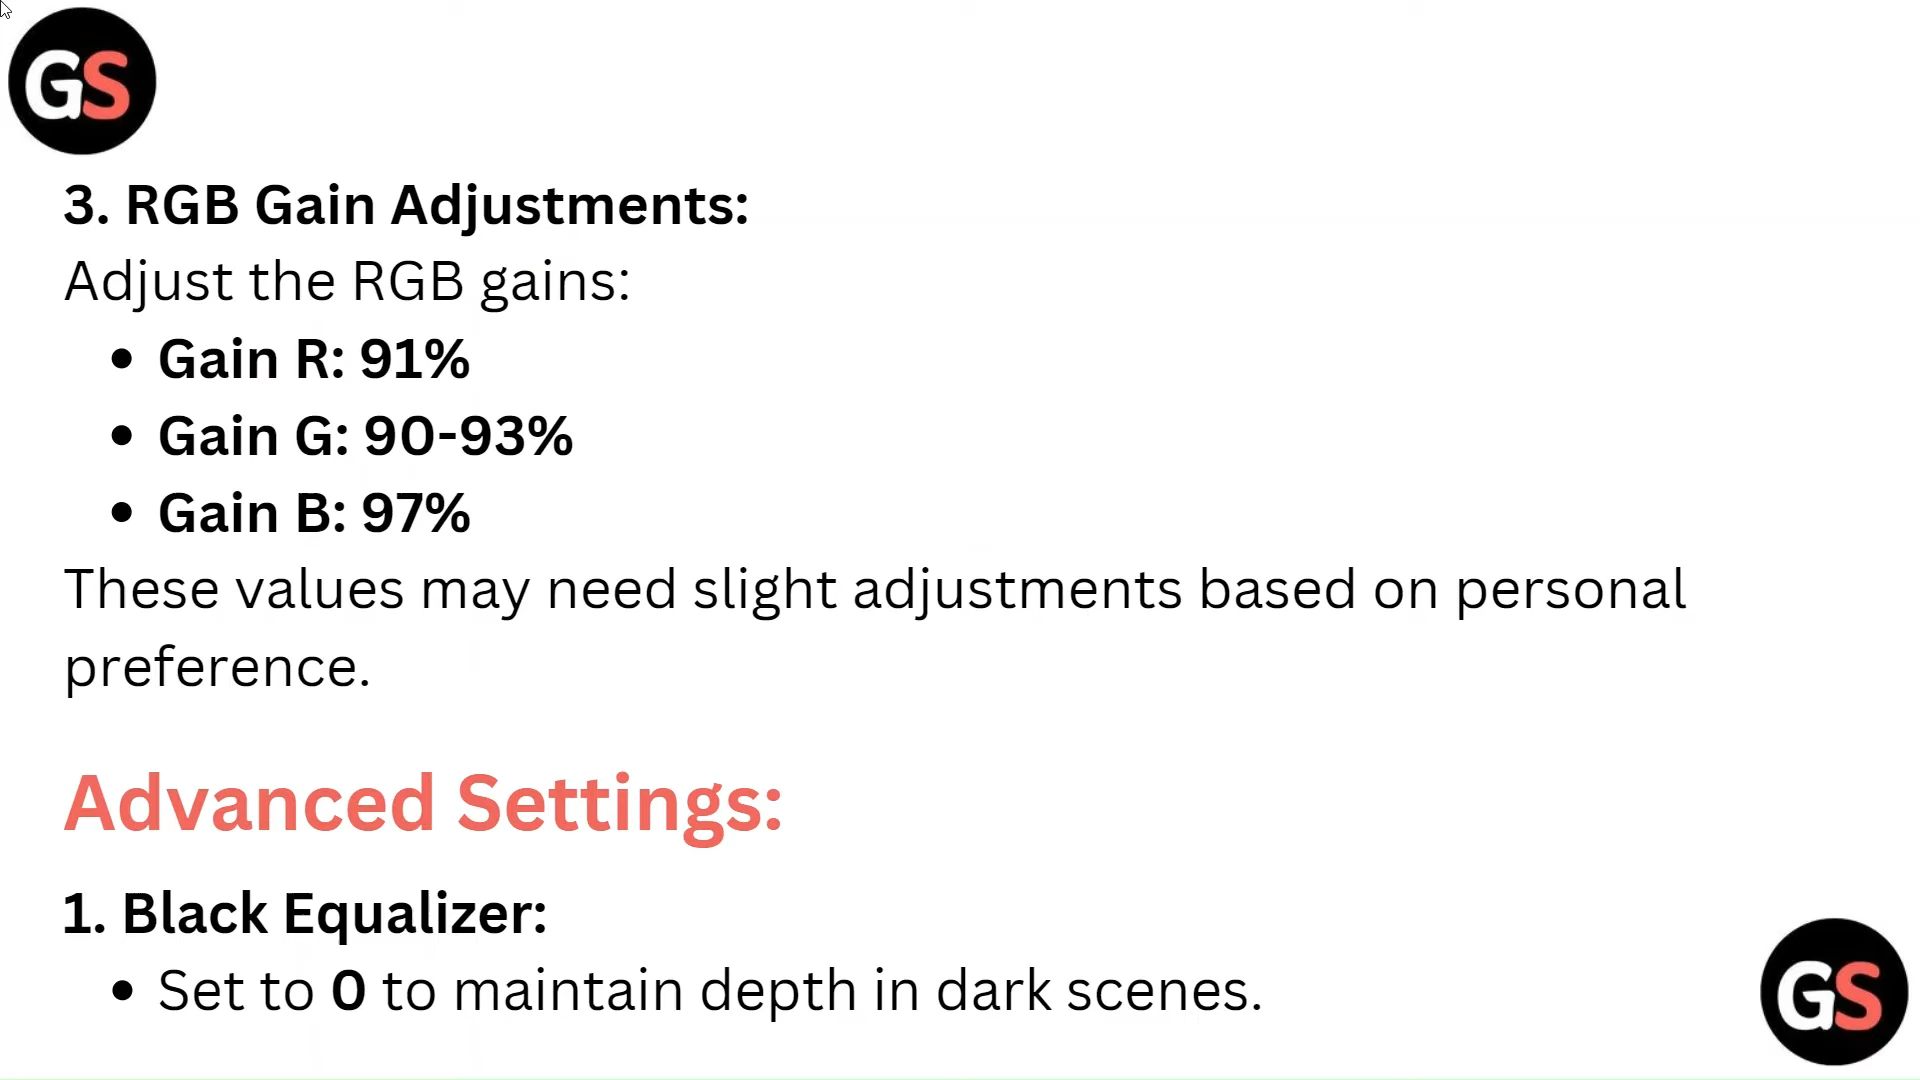 GS
3. RGB Gain Adjustments:
Adjust the RGB gains:
• Gain R: 91%
• Gain G: 90-93%
• Gain B: 97%
These values may need slight adjustments based on personal
preference.
Advanced Settings:
1. Black Equalizer:
• Set to 0 to maintain depth in dark scenes.
GS